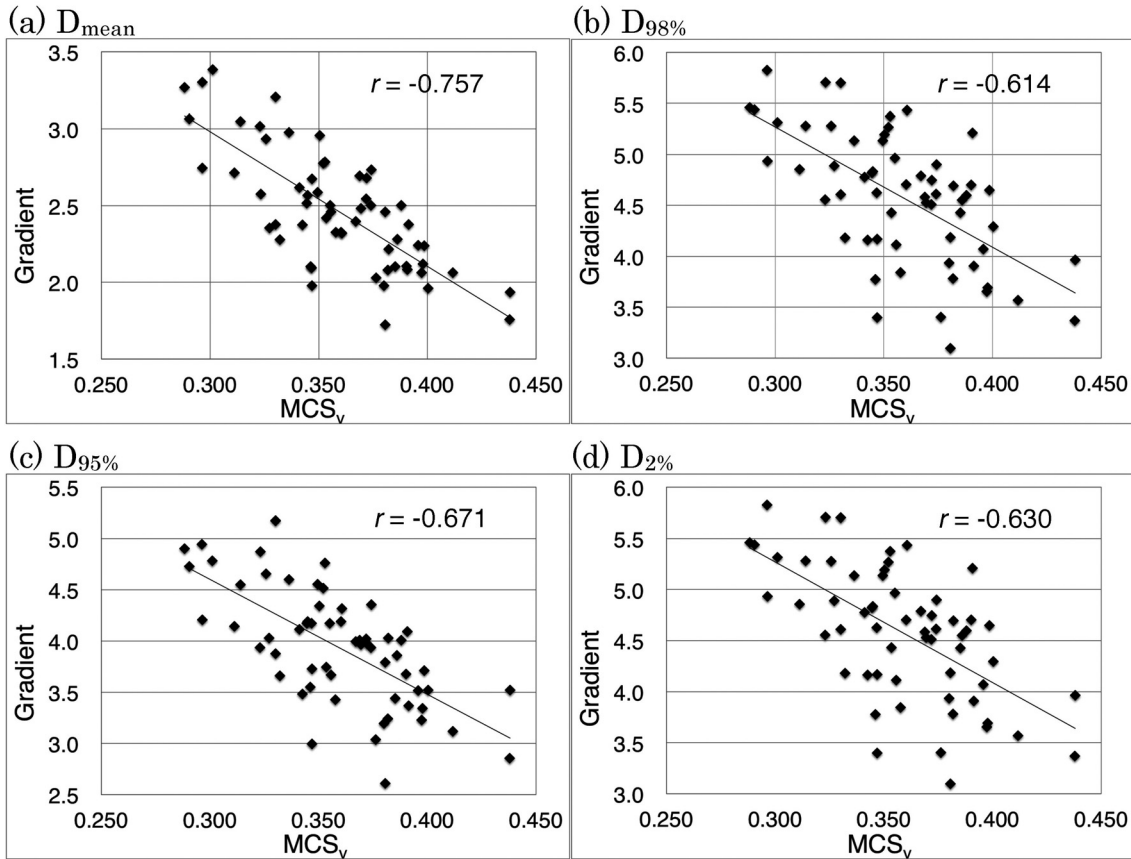 (a) Dmean
3.5
3.0
2.5
2.0
1.5
Gradient
r = -0.757
0.250 0.300 0.350 0.400 0.450
MCSv
(b) D98%
6.0
5.5
5.0
4.5
4.0
3.5
3.0
Gradient
r = -0.614
0.250 0.300 0.350 0.400 0.450
MCSv
(c) D95%
5.5
5.0
4.5
4.0
3.5
3.0
2.5
Gradient
r = -0.671
0.250 0.300 0.350 0.400 0.450
MCSv
(d) D2%
6.0
5.5
5.0
4.5
4.0
3.5
3.0
Gradient
r = -0.630
0.250 0.300 0.350 0.400 0.450
MCSv